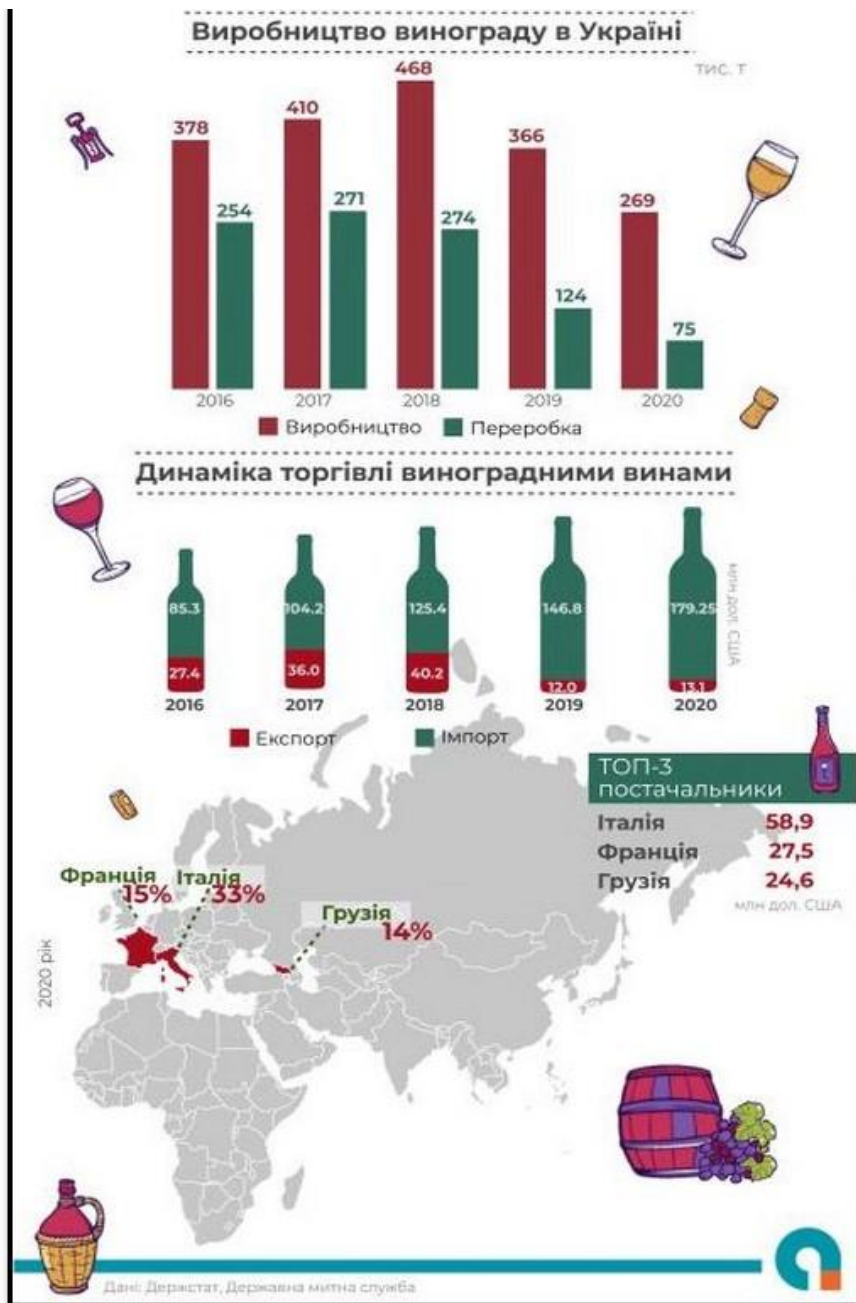 Виробництво винограду в Україні
тис. т
378 254
410 271
468 274
366 124
269 75
2016 2017 2018 2019 2020
Виробництво Переробка
Динаміка торгівлі виноградними винами
85.3 104.2 125.4 146.8 179.25
27.4 36.0 40.2 12.0 13.1
млн дол. США
2016 2017 2018 2019 2020
Експорт Імпорт
ТОП-3
постачальники
Італія 58,9
Франція 27,5
Грузія 24,6
млн дол. США
Франція
15%
Італія
33%
Грузія
14%
2020 рік
Дані: Держстат, Державна митна служба